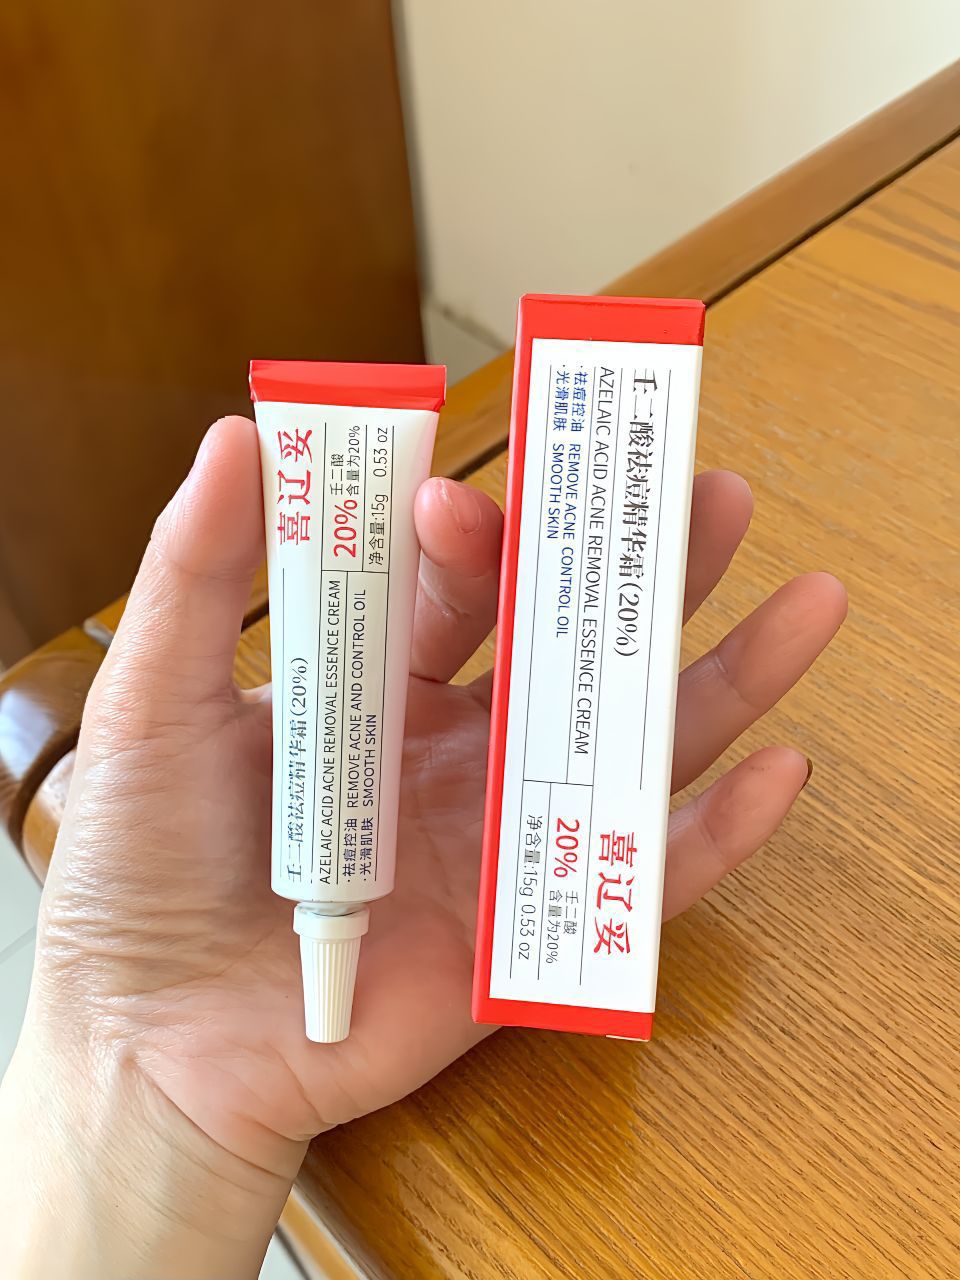 喜辽妥
壬二酸祛痘精华霜(20%)
AZELAIC ACID ACNE REMOVAL ESSENCE CREAM
·祛痘控油 REMOVE ACNE AND CONTROL OIL
·光滑肌肤 SMOOTH SKIN
20% 壬二酸
含量为20%
净含量:15g 0.53 oz
壬二酸祛痘精华霜(20%)
AZELAIC ACID ACNE REMOVAL ESSENCE CREAM
·祛痘控油 REMOVE ACNE CONTROL OIL
·光滑肌肤 SMOOTH SKIN
喜辽妥
20% 壬二酸
含量为20%
净含量:15g 0.53 oz